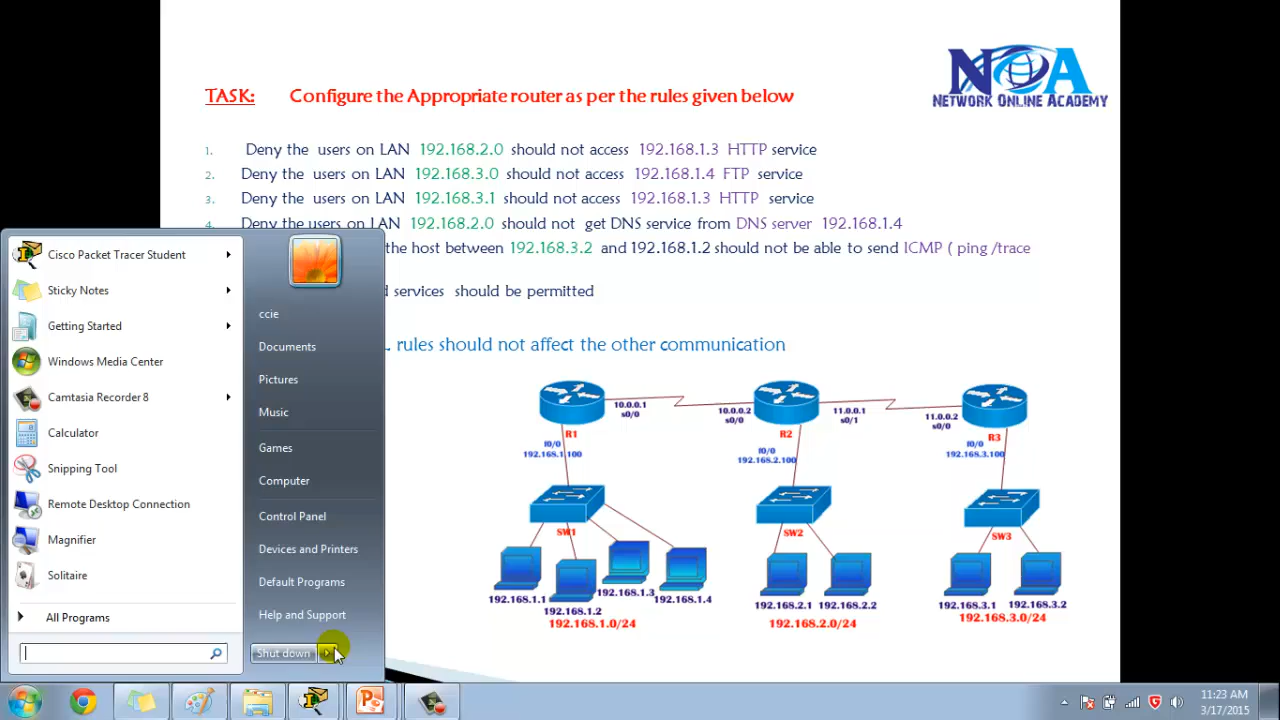 NOA
NETWORK ONLINE ACADEMY
TASK: Configure the Appropriate router as per the rules given below
1. Deny the users on LAN 192.168.2.0 should not access 192.168.1.3 HTTP service
2. Deny the users on LAN 192.168.3.0 should not access 192.168.1.4 FTP service
3. Deny the users on LAN 192.168.3.1 should not access 192.168.1.3 HTTP service
4. Deny the users on LAN 192.168.2.0 should not get DNS service from DNS server 192.168.1.4
the host between 192.168.3.2 and 192.168.1.2 should not be able to send ICMP ( ping /trace
services should be permitted
rules should not affect the other communication
Cisco Packet Tracer Student
Sticky Notes
Getting Started
Windows Media Center
Camtasia Recorder 8
Calculator
Snipping Tool
Remote Desktop Connection
Magnifier
Solitaire
All Programs
ccie
Documents
Pictures
Music
Games
Computer
Control Panel
Devices and Printers
Default Programs
Help and Support
Shut down
10.0.0.1
s0/0
10.0.0.2
s0/0
11.0.0.1
s0/1
11.0.0.2
s0/0
R1
R2
R3
f0/0
192.168.1.100
f0/0
192.168.2.100
f0/0
192.168.3.100
SW1
SW2
SW3
192.168.1.1
192.168.1.2
192.168.1.3
192.168.1.4
192.168.2.1
192.168.2.2
192.168.3.1
192.168.3.2
192.168.1.0/24
192.168.2.0/24
192.168.3.0/24
11:23 AM
3/17/2015